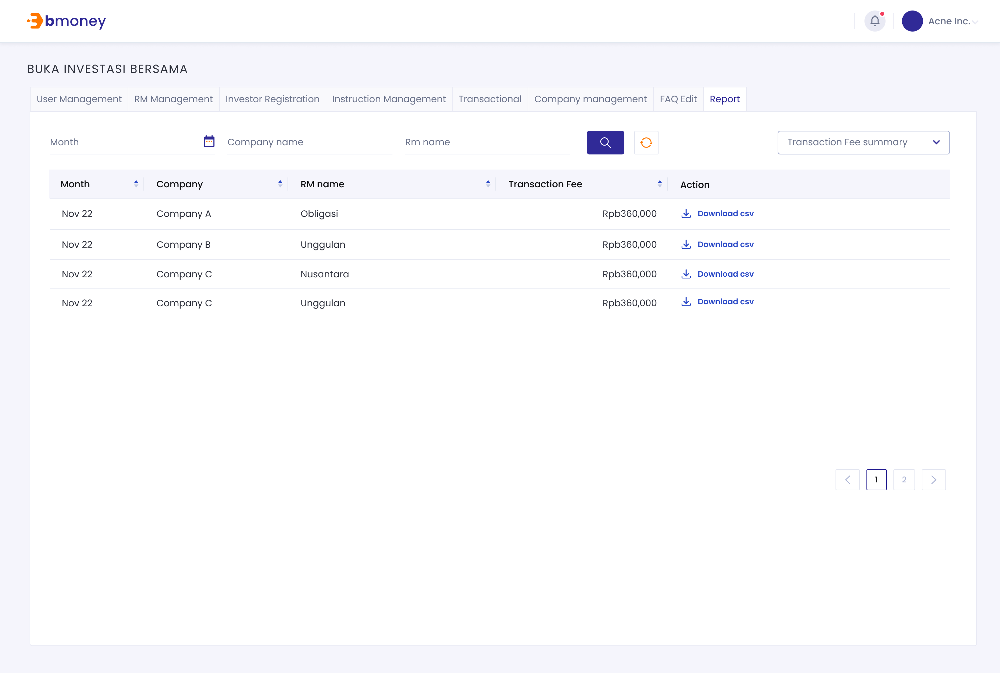 bmoney
Acne Inc.
BUKA INVESTASI BERSAMA
User Management RM Management Investor Registration Instruction Management Transactional Company management FAQ Edit Report
Month Company name Rm name Transaction Fee summary
Month Company RM name Transaction Fee Action
Nov 22 Company A Obligasi Rpb360,000 Download csv
Nov 22 Company B Unggulan Rpb360,000 Download csv
Nov 22 Company C Nusantara Rpb360,000 Download csv
Nov 22 Company C Unggulan Rpb360,000 Download csv
1 2